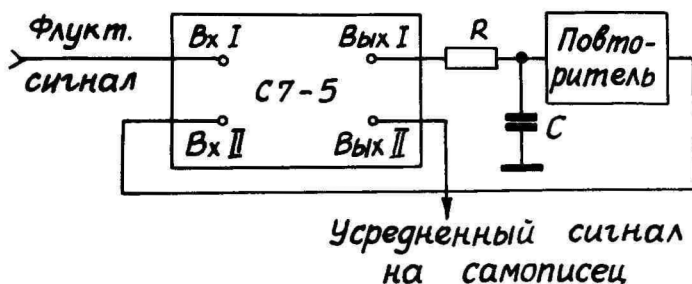 Флукт.
сигнал
Вх I
Вых I
С7-5
Вх II
Вых II
R
C
Повто-
ритель
Усредненный сигнал
на самописец